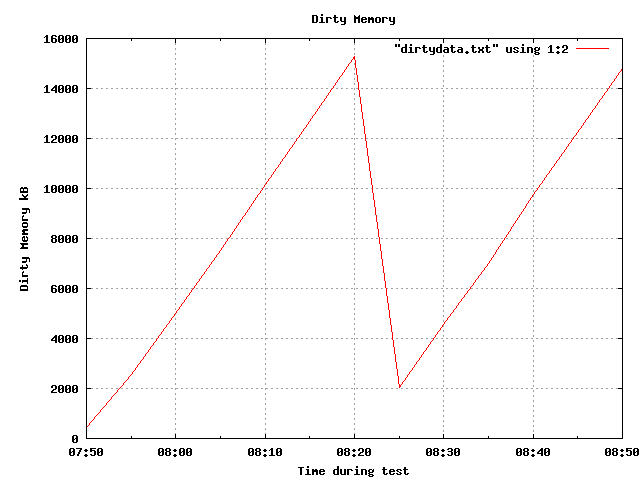 Dirty Memory
"dirtydata.txt" using 1:2
16000
14000
12000
10000
8000
6000
4000
2000
0
Dirty Memory kB
07:50 08:00 08:10 08:20 08:30 08:40 08:50
Time during test